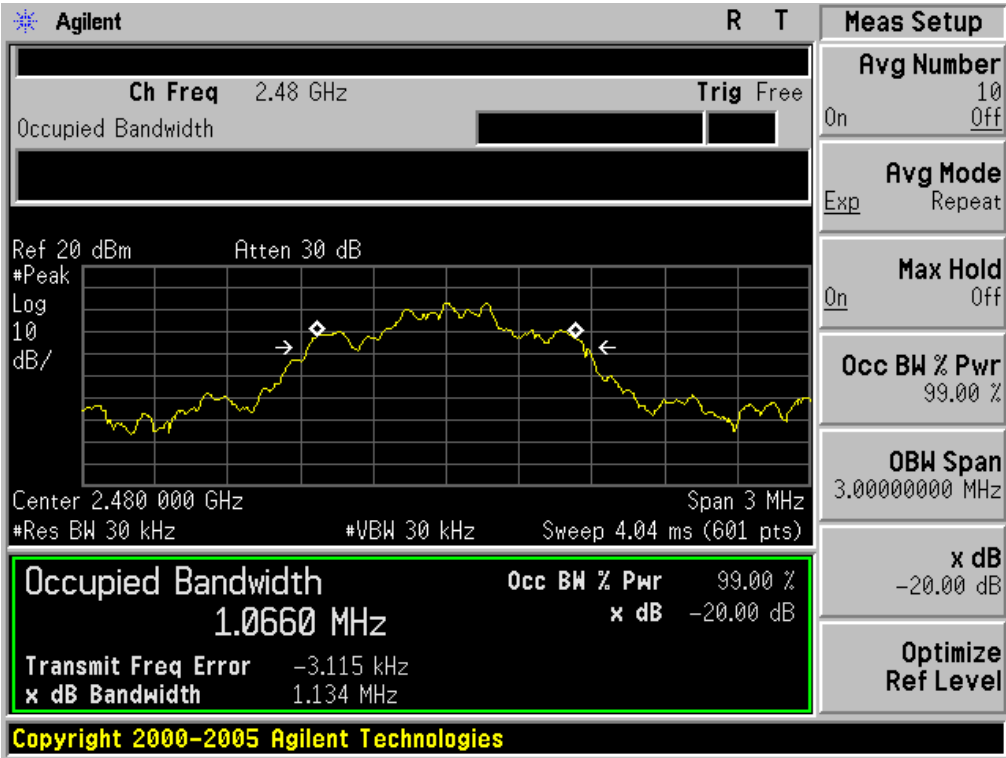 Agilent R T
Ch Freq 2.48 GHz Trig Free
Occupied Bandwidth
Ref 20 dBm Atten 30 dB
#Peak
Log
10
dB/
Center 2.480 000 GHz Span 3 MHz
#Res BW 30 kHz #VBW 30 kHz Sweep 4.04 ms (601 pts)
Occupied Bandwidth
1.0660 MHz
Occ BW % Pwr 99.00 %
x dB -20.00 dB
Transmit Freq Error -3.115 kHz
x dB Bandwidth 1.134 MHz
Copyright 2000-2005 Agilent Technologies
Meas Setup
Avg Number
10
On Off
Avg Mode
Exp Repeat
Max Hold
On Off
Occ BW % Pwr
99.00 %
OBW Span
3.00000000 MHz
x dB
-20.00 dB
Optimize
Ref Level